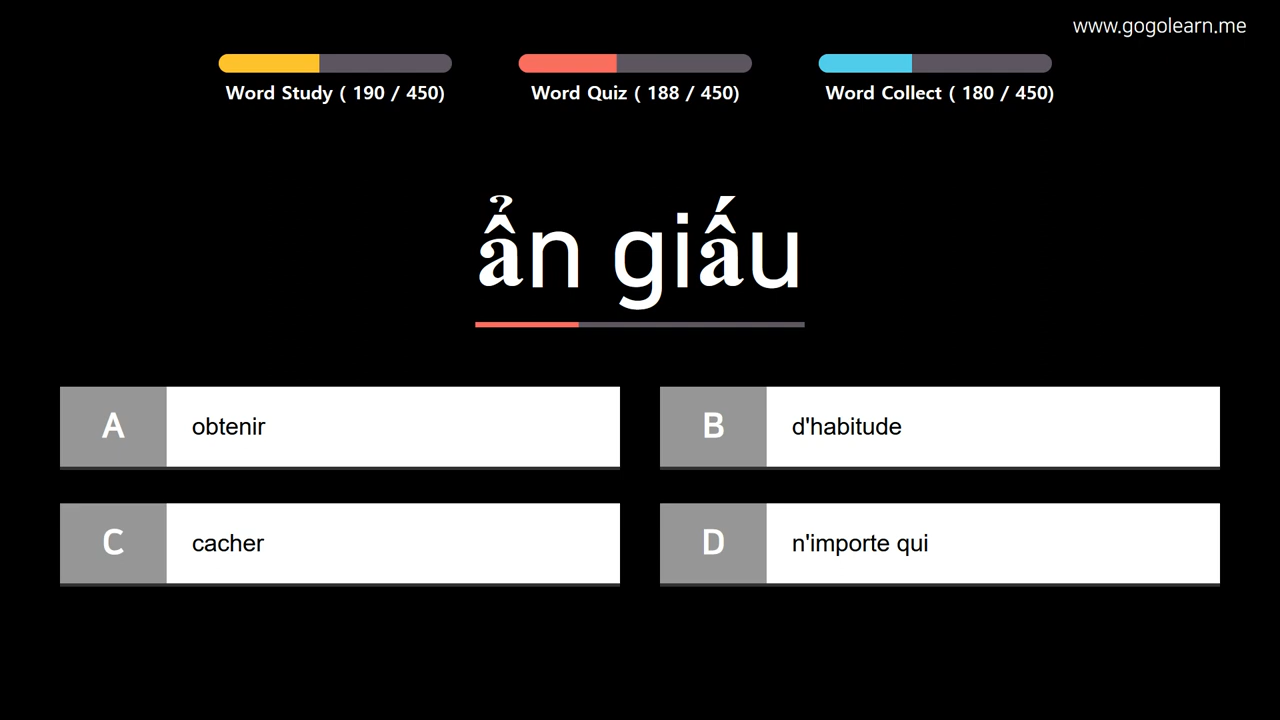 www.gogolearn.me
Word Study ( 190 / 450)
Word Quiz ( 188 / 450)
Word Collect ( 180 / 450)
ẩn giấu
A obtenir
B d'habitude
C cacher
D n'importe qui